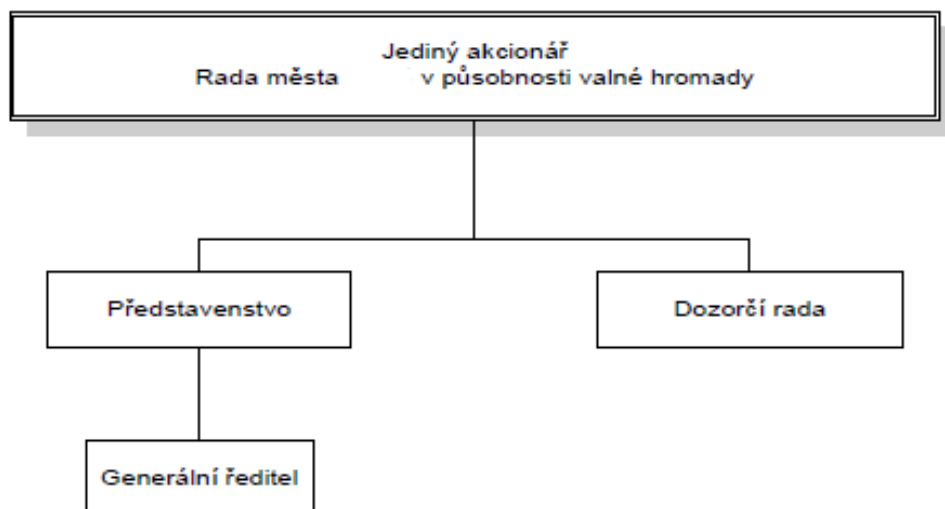 Jediný akcionář
Rada města v působnosti valné hromady
Představenstvo
Dozorčí rada
Generální ředitel